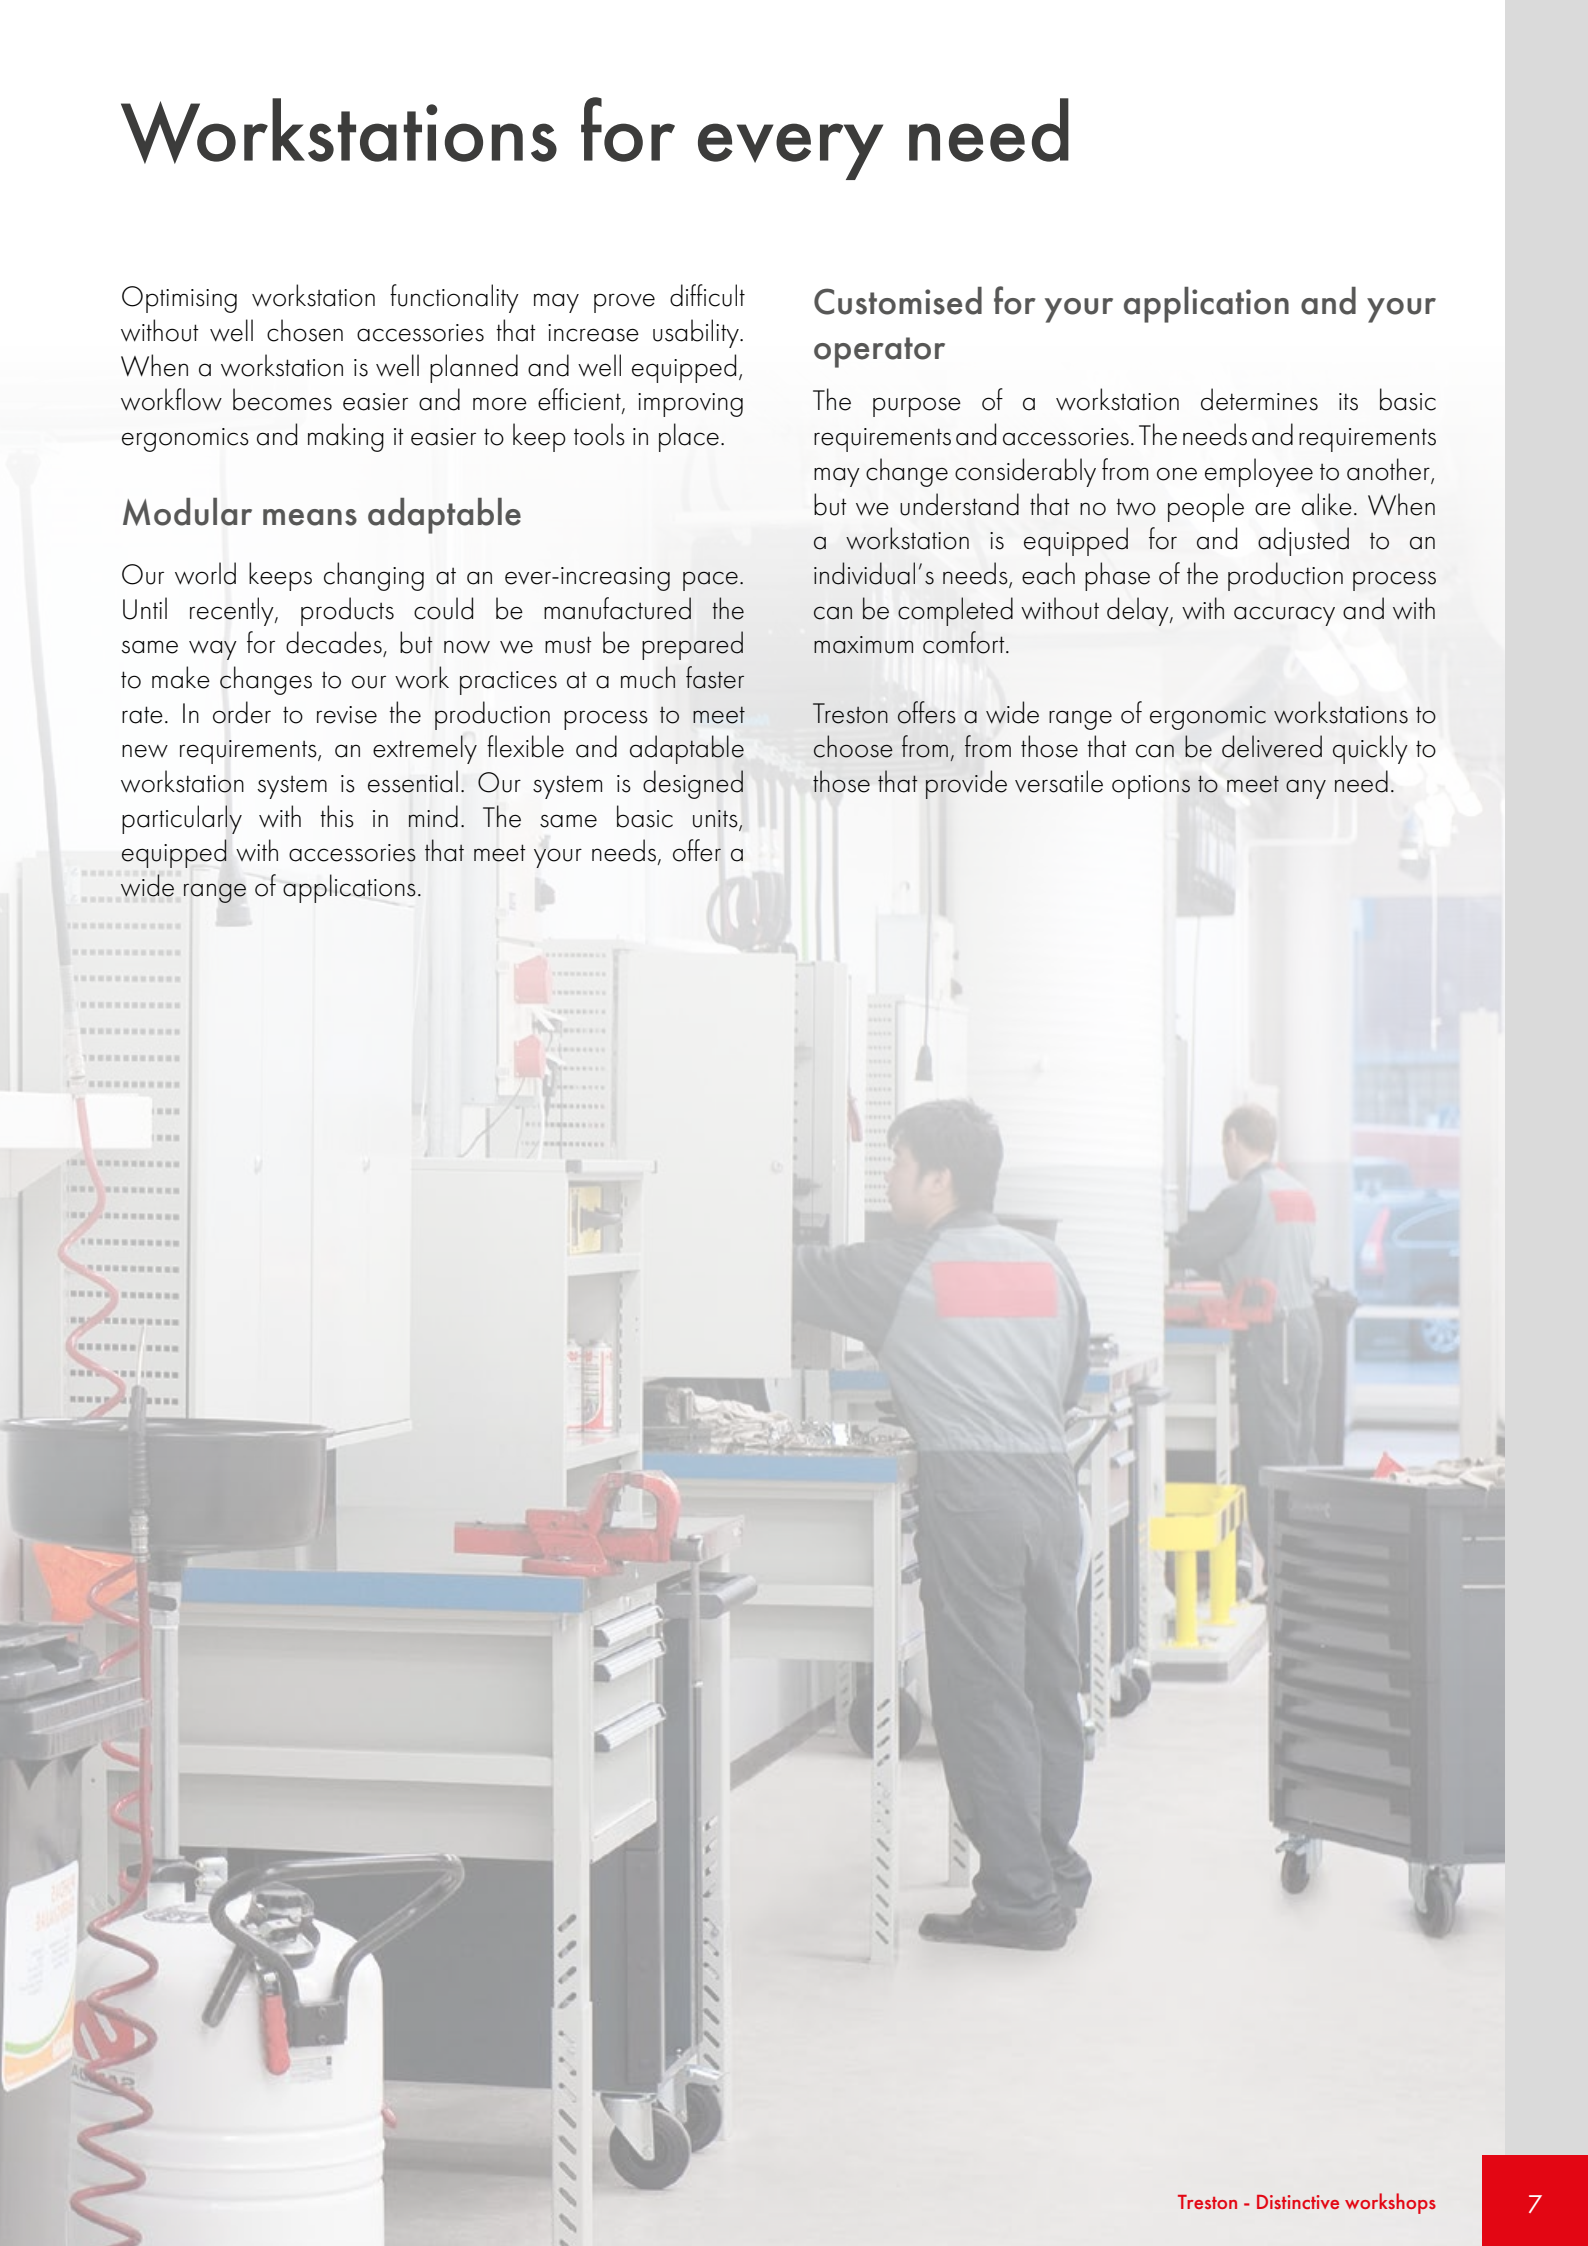 Workstations for every need
Optimising workstation functionality may prove difficult
without well chosen accessories that increase usability.
When a workstation is well planned and well equipped,
workflow becomes easier and more efficient, improving
ergonomics and making it easier to keep tools in place.
Modular means adaptable
Our world keeps changing at an ever-increasing pace.
Until recently, products could be manufactured the
same way for decades, but now we must be prepared
to make changes to our work practices at a much faster
rate. In order to revise the production process to meet
new requirements, an extremely flexible and adaptable
workstation system is essential. Our system is designed
particularly with this in mind. The same basic units,
equipped with accessories that meet your needs, offer a
wide range of applications.
Customised for your application and your
operator
The purpose of a workstation determines its basic
requirements and accessories. The needs and requirements
may change considerably from one employee to another,
but we understand that no two people are alike. When
a workstation is equipped for and adjusted to an
individual's needs, each phase of the production process
can be completed without delay, with accuracy and with
maximum comfort.
Treston offers a wide range of ergonomic workstations to
choose from, from those that can be delivered quickly to
those that provide versatile options to meet any need.
Treston - Distinctive workshops
7